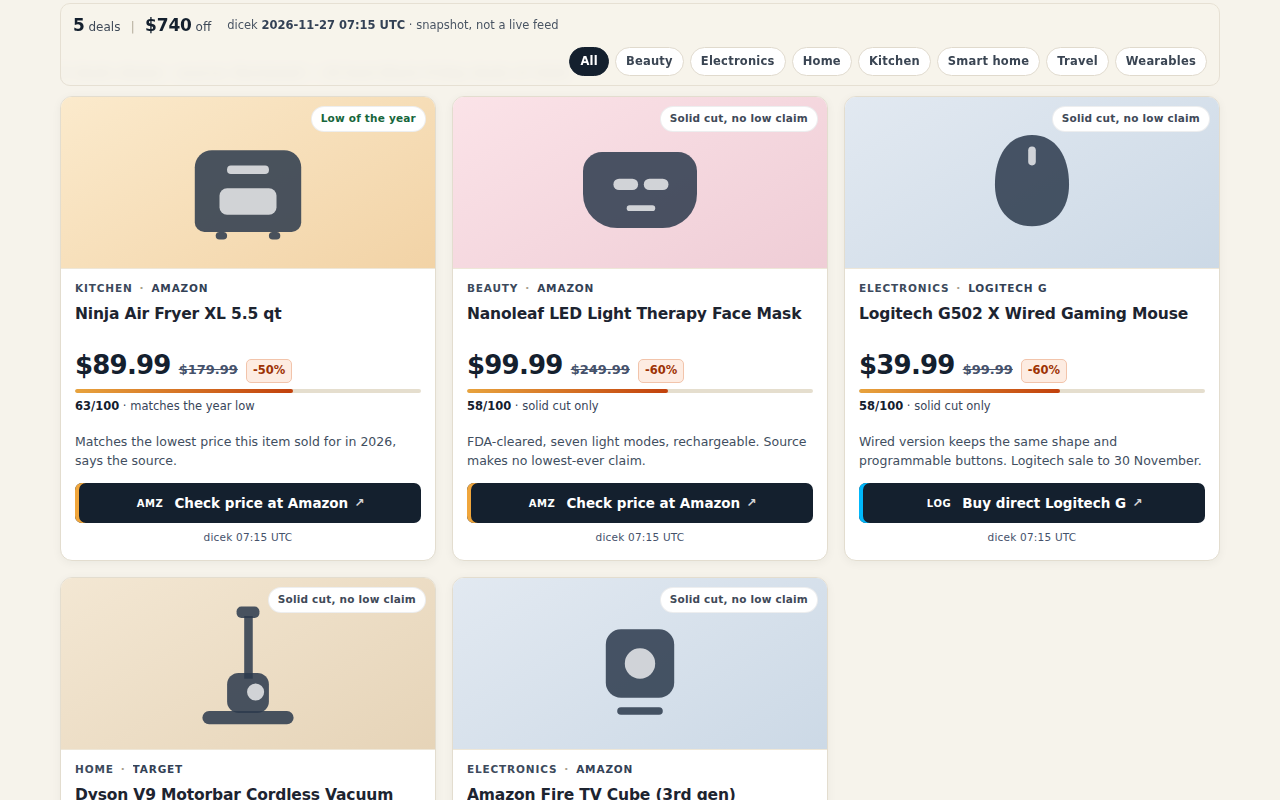 5 deals | $740 off dicek 2026-11-27 07:15 UTC · snapshot, not a live feed
All Beauty Electronics Home Kitchen Smart home Travel Wearables
Low of the year
KITCHEN · AMAZON
Ninja Air Fryer XL 5.5 qt
$89.99 $179.99 -50%
63/100 · matches the year low
Matches the lowest price this item sold for in 2026,
says the source.
AMZ Check price at Amazon ↗
dicek 07:15 UTC
Solid cut, no low claim
BEAUTY · AMAZON
Nanoleaf LED Light Therapy Face Mask
$99.99 $249.99 -60%
58/100 · solid cut only
FDA-cleared, seven light modes, rechargeable. Source
makes no lowest-ever claim.
AMZ Check price at Amazon ↗
dicek 07:15 UTC
Solid cut, no low claim
ELECTRONICS · LOGITECH G
Logitech G502 X Wired Gaming Mouse
$39.99 $99.99 -60%
58/100 · solid cut only
Wired version keeps the same shape and
programmable buttons. Logitech sale to 30 November.
LOG Buy direct Logitech G ↗
dicek 07:15 UTC
Solid cut, no low claim
HOME · TARGET
Dyson V9 Motorbar Cordless Vacuum
Solid cut, no low claim
ELECTRONICS · AMAZON
Amazon Fire TV Cube (3rd gen)